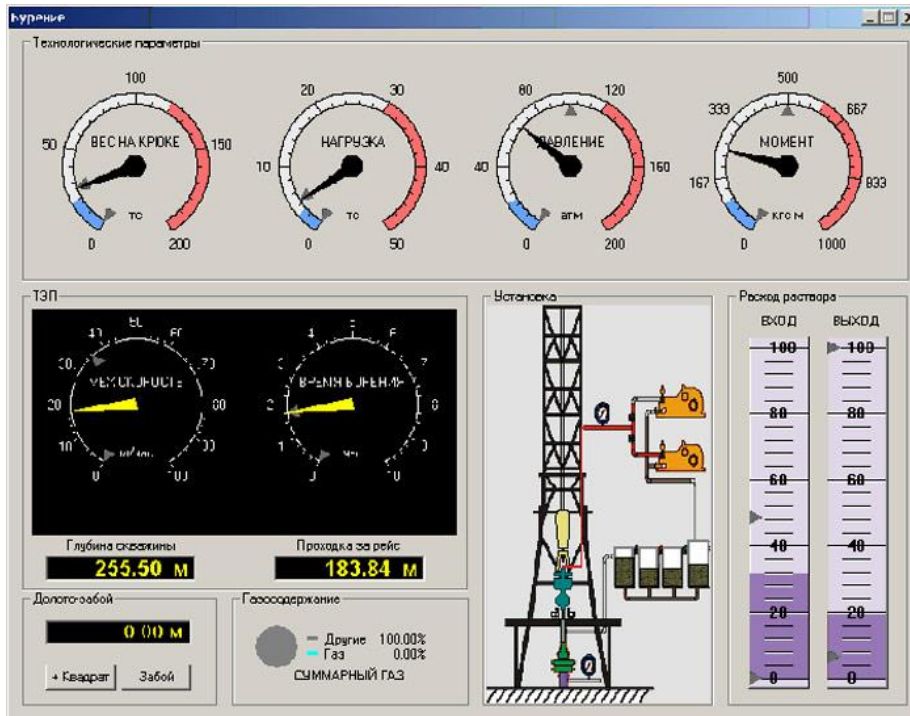 Бурение
Технологические параметры
0 50 100 150 200
ВЕС НА КРЮКЕ
тс
0 10 20 30 40 50
НАГРУЗКА
тс
0 40 80 120 160 200
ДАВЛЕНИЕ
атм
0 167 333 500 667 833 1000
МОМЕНТ
кгс м
ТЭП
МЕХ СКОРОСТЬ
ВРЕМЯ БУРЕНИЯ
Глубина скважины
255.50 м
Проходка за рейс
183.84 м
Долото-забой
0.00 м
+ Квадрат
Забой
Газосодержание
Другие 100.00%
Газ 0.00%
СУММАРНЫЙ ГАЗ
Установка
Расход раствора
ВХОД ВЫХОД
100 100
80 80
60 60
40 40
20 20
0 0